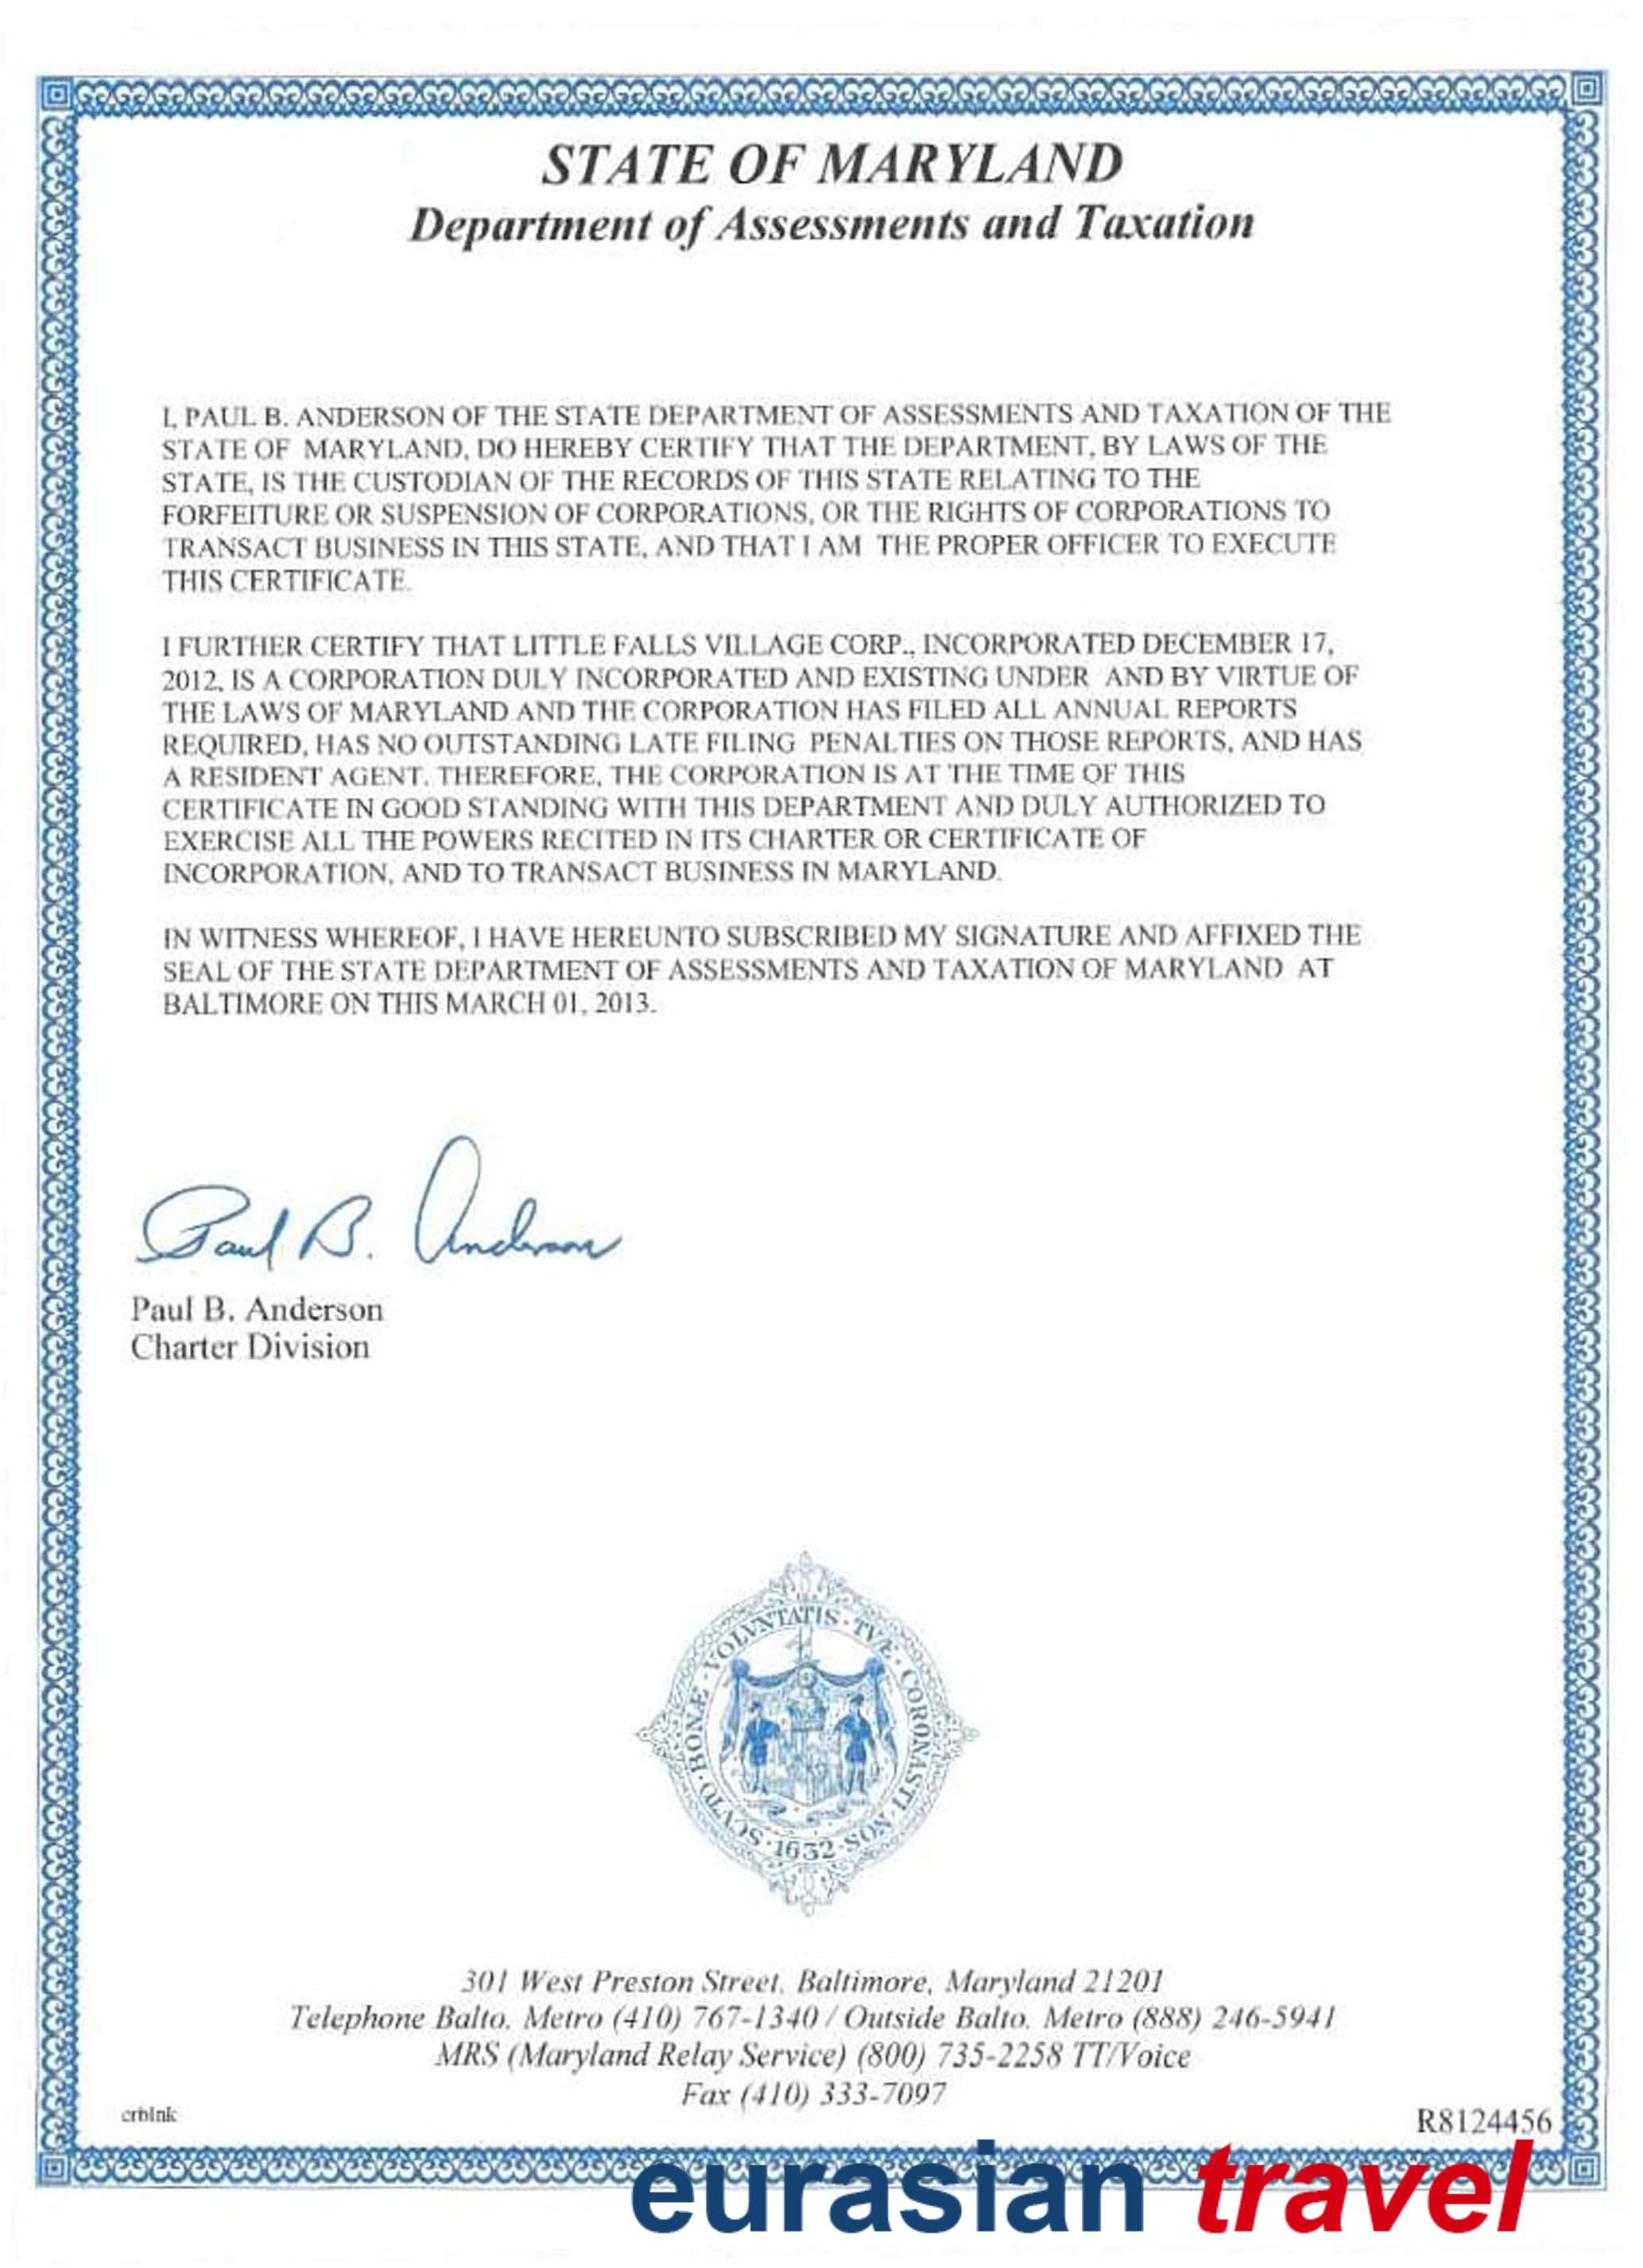 STATE OF MARYLAND
Department of Assessments and Taxation
I, PAUL B. ANDERSON OF THE STATE DEPARTMENT OF ASSESSMENTS AND TAXATION OF THE
STATE OF MARYLAND, DO HEREBY CERTIFY THAT THE DEPARTMENT, BY LAWS OF THE
STATE, IS THE CUSTODIAN OF THE RECORDS OF THIS STATE RELATING TO THE
FORFEITURE OR SUSPENSION OF CORPORATIONS, OR THE RIGHTS OF CORPORATIONS TO
TRANSACT BUSINESS IN THIS STATE, AND THAT I AM THE PROPER OFFICER TO EXECUTE
THIS CERTIFICATE.
I FURTHER CERTIFY THAT LITTLE FALLS VILLAGE CORP., INCORPORATED DECEMBER 17,
2012, IS A CORPORATION DULY INCORPORATED AND EXISTING UNDER AND BY VIRTUE OF
THE LAWS OF MARYLAND AND THE CORPORATION HAS FILED ALL ANNUAL REPORTS
REQUIRED, HAS NO OUTSTANDING LATE FILING PENALTIES ON THOSE REPORTS, AND HAS
A RESIDENT AGENT. THEREFORE, THE CORPORATION IS AT THE TIME OF THIS
CERTIFICATE IN GOOD STANDING WITH THIS DEPARTMENT AND DULY AUTHORIZED TO
EXERCISE ALL THE POWERS RECITED IN ITS CHARTER OR CERTIFICATE OF
INCORPORATION, AND TO TRANSACT BUSINESS IN MARYLAND.
IN WITNESS WHEREOF, I HAVE HEREUNTO SUBSCRIBED MY SIGNATURE AND AFFIXED THE
SEAL OF THE STATE DEPARTMENT OF ASSESSMENTS AND TAXATION OF MARYLAND AT
BALTIMORE ON THIS MARCH 01, 2013.
Paul B. Anderson
Paul B. Anderson
Charter Division
SCVTO·BONÆ·VOLVNTATIS·TVÆ·CORONASTI·NOS
1632
301 West Preston Street, Baltimore, Maryland 21201
Telephone Balto. Metro (410) 767-1340 / Outside Balto. Metro (888) 246-5941
MRS (Maryland Relay Service) (800) 735-2258 TT/Voice
Fax (410) 333-7097
crblnk
R8124456
eurasian travel